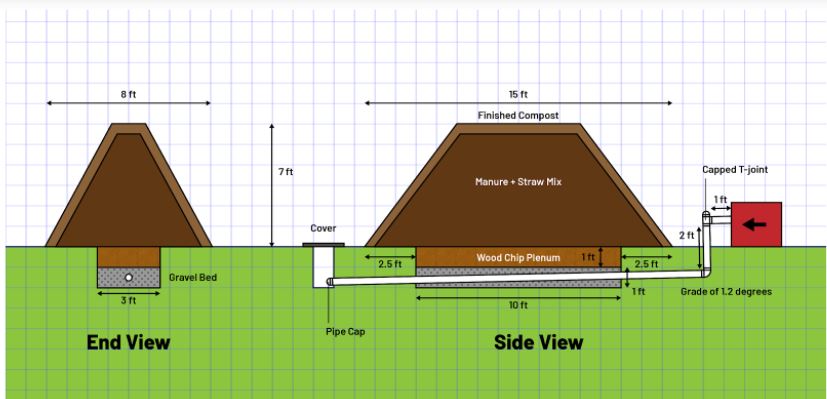 8 ft
15 ft
Finished Compost
7 ft
Manure + Straw Mix
Capped T-joint
1 ft
Cover
2 ft
Wood Chip Plenum
1 ft
2.5 ft
2.5 ft
Gravel Bed
1 ft
Grade of 1.2 degrees
3 ft
10 ft
Pipe Cap
End View
Side View